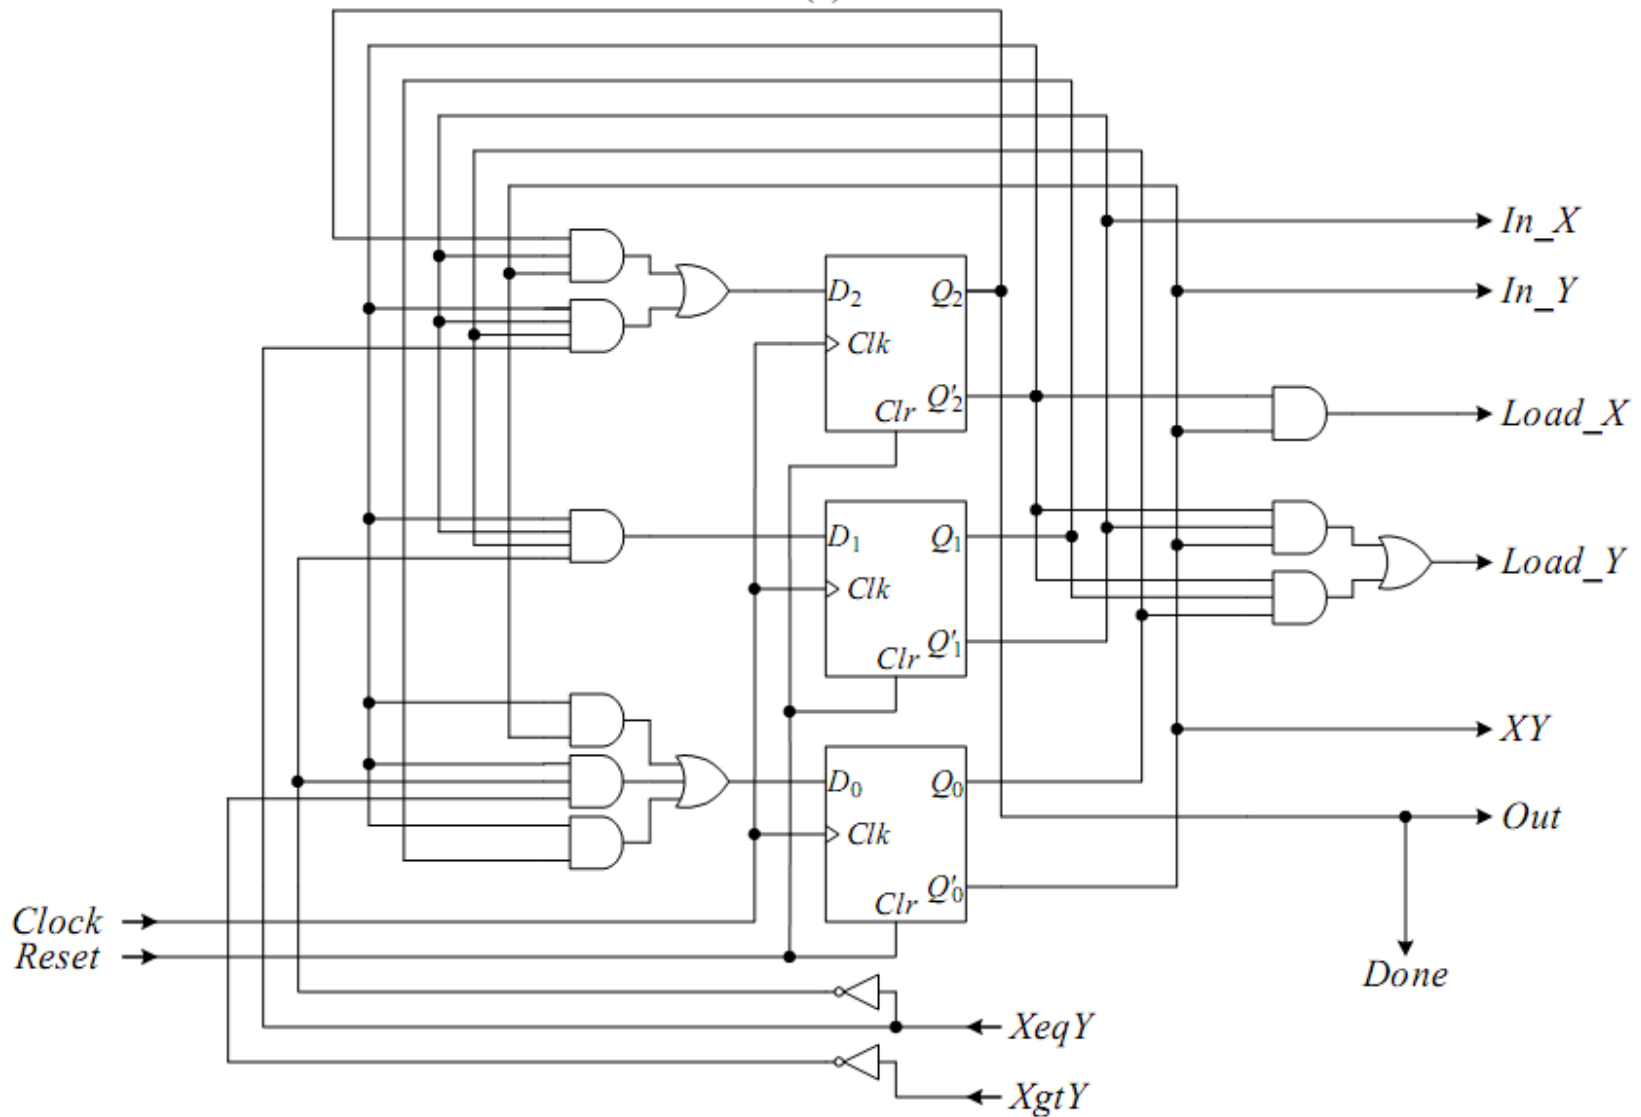 In_X
In_Y
D₂ Q₂
Clk
Q'₂
Clr
Load_X
D₁ Q₁
Clk
Q'₁
Clr
Load_Y
XY
D₀ Q₀
Clk
Out
Q'₀
Clr
Clock
Reset
Done
XeqY
XgtY